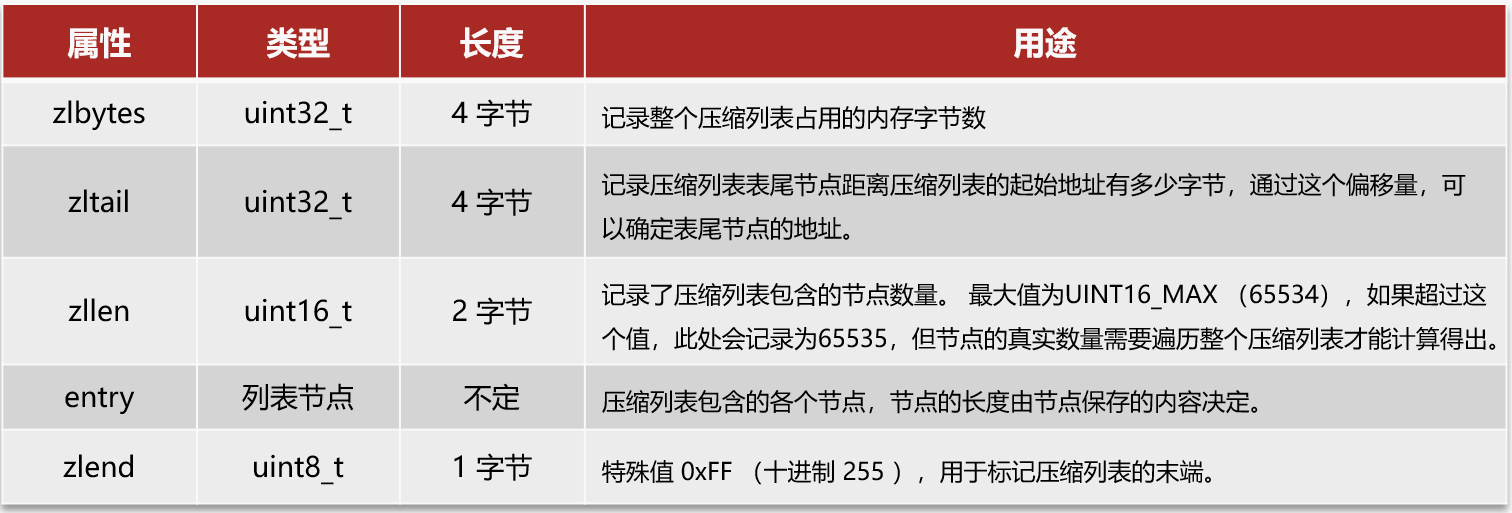 属性 类型 长度 用途
zlbytes uint32_t 4 字节 记录整个压缩列表占用的内存字节数
zltail uint32_t 4 字节 记录压缩列表表尾节点距离压缩列表的起始地址有多少字节，通过这个偏移量，可
以确定表尾节点的地址。
zllen uint16_t 2 字节 记录了压缩列表包含的节点数量。 最大值为UINT16_MAX （65534），如果超过这
个值，此处会记录为65535，但节点的真实数量需要遍历整个压缩列表才能计算得出。
entry 列表节点 不定 压缩列表包含的各个节点，节点的长度由节点保存的内容决定。
zlend uint8_t 1 字节 特殊值 0xFF （十进制 255 ），用于标记压缩列表的末端。